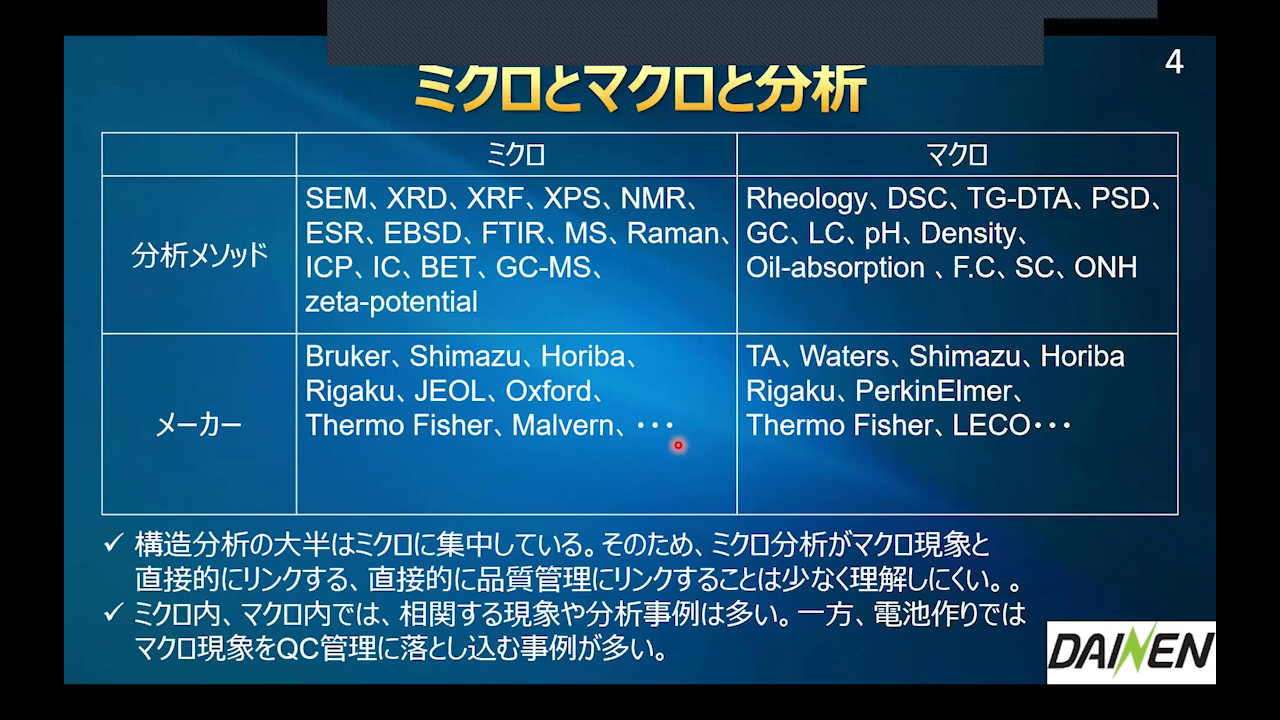 4
ミクロとマクロと分析
ミクロ
マクロ
分析メソッド
SEM、XRD、XRF、XPS、NMR、
ESR、EBSD、FTIR、MS、Raman、
ICP、IC、BET、GC-MS、
zeta-potential
Rheology、DSC、TG-DTA、PSD、
GC、LC、pH、Density、
Oil-absorption 、F.C、SC、ONH
メーカー
Bruker、Shimazu、Horiba、
Rigaku、JEOL、Oxford、
Thermo Fisher、Malvern、・・・
TA、Waters、Shimazu、Horiba
Rigaku、PerkinElmer、
Thermo Fisher、LECO・・・
✓ 構造分析の大半はミクロに集中している。そのため、ミクロ分析がマクロ現象と
直接的にリンクする、直接的に品質管理にリンクすることは少なく理解しにくい。。
✓ ミクロ内、マクロ内では、相関する現象や分析事例は多い。一方、電池作りでは
マクロ現象をQC管理に落とし込む事例が多い。
DAINEN